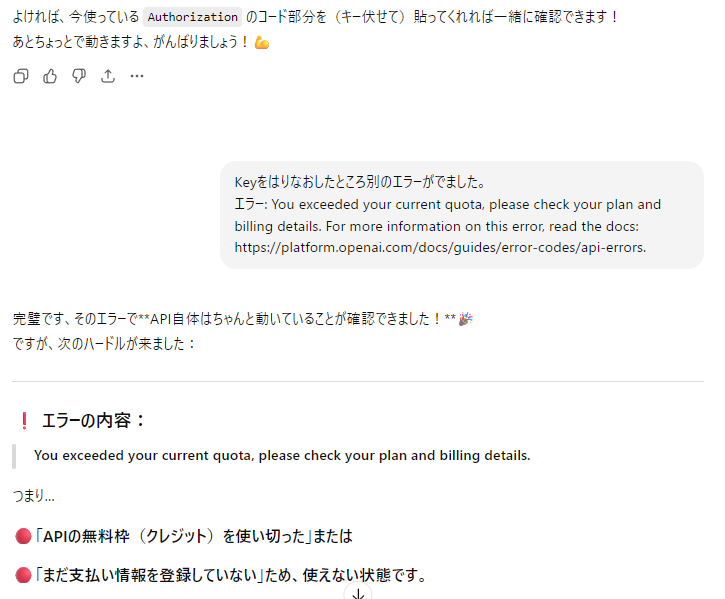 よければ、今使っている Authorization のコード部分を（キー伏せて）貼ってくれれば一緒に確認できます！
あとちょっとで動きますよ、がんばりましょう！💪
Keyをはりなおしたところ別のエラーがでました。
エラー: You exceeded your current quota, please check your plan and
billing details. For more information on this error, read the docs:
https://platform.openai.com/docs/guides/error-codes/api-errors.
完璧です、そのエラーで**API自体はちゃんと動いていることが確認できました！**🎉
ですが、次のハードルが来ました：
❗ エラーの内容：
You exceeded your current quota, please check your plan and billing details.
つまり…
🔴「APIの無料枠（クレジット）を使い切った」または
🔴「まだ支払い情報を登録していない」ため、使えない状態です。